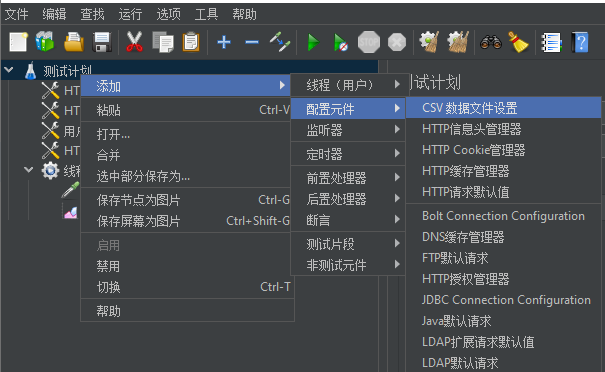 文件 编辑 查找 运行 选项 工具 帮助
测试计划
HT
HT
用户
HT
线程
添加
粘贴 Ctrl-V
打开...
合并
选中部分保存为...
保存节点为图片 Ctrl-G
保存屏幕为图片 Ctrl+Shift-G
启用
禁用
切换 Ctrl-T
帮助
线程（用户）
配置元件
监听器
定时器
前置处理器
后置处理器
断言
测试片段
非测试元件
试计划
CSV 数据文件设置
HTTP信息头管理器
HTTP Cookie管理器
HTTP缓存管理器
HTTP请求默认值
Bolt Connection Configuration
DNS缓存管理器
FTP默认请求
HTTP授权管理器
JDBC Connection Configuration
Java默认请求
LDAP扩展请求默认值
LDAP默认请求